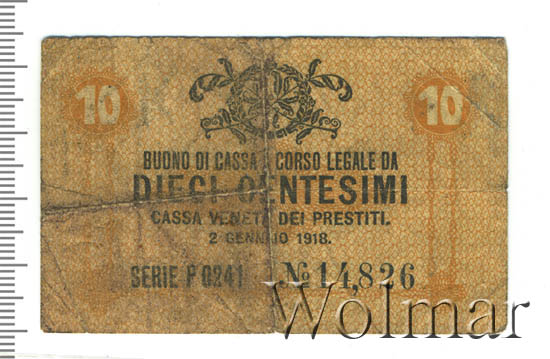 10 10
BUONO DI CASSA A CORSO LEGALE DA
DIECI CENTESIMI
CASSA VENETA DEI PRESTITI.
2 GENNAIO 1918.
SERIE P 0241 No 14,826
Wolmar